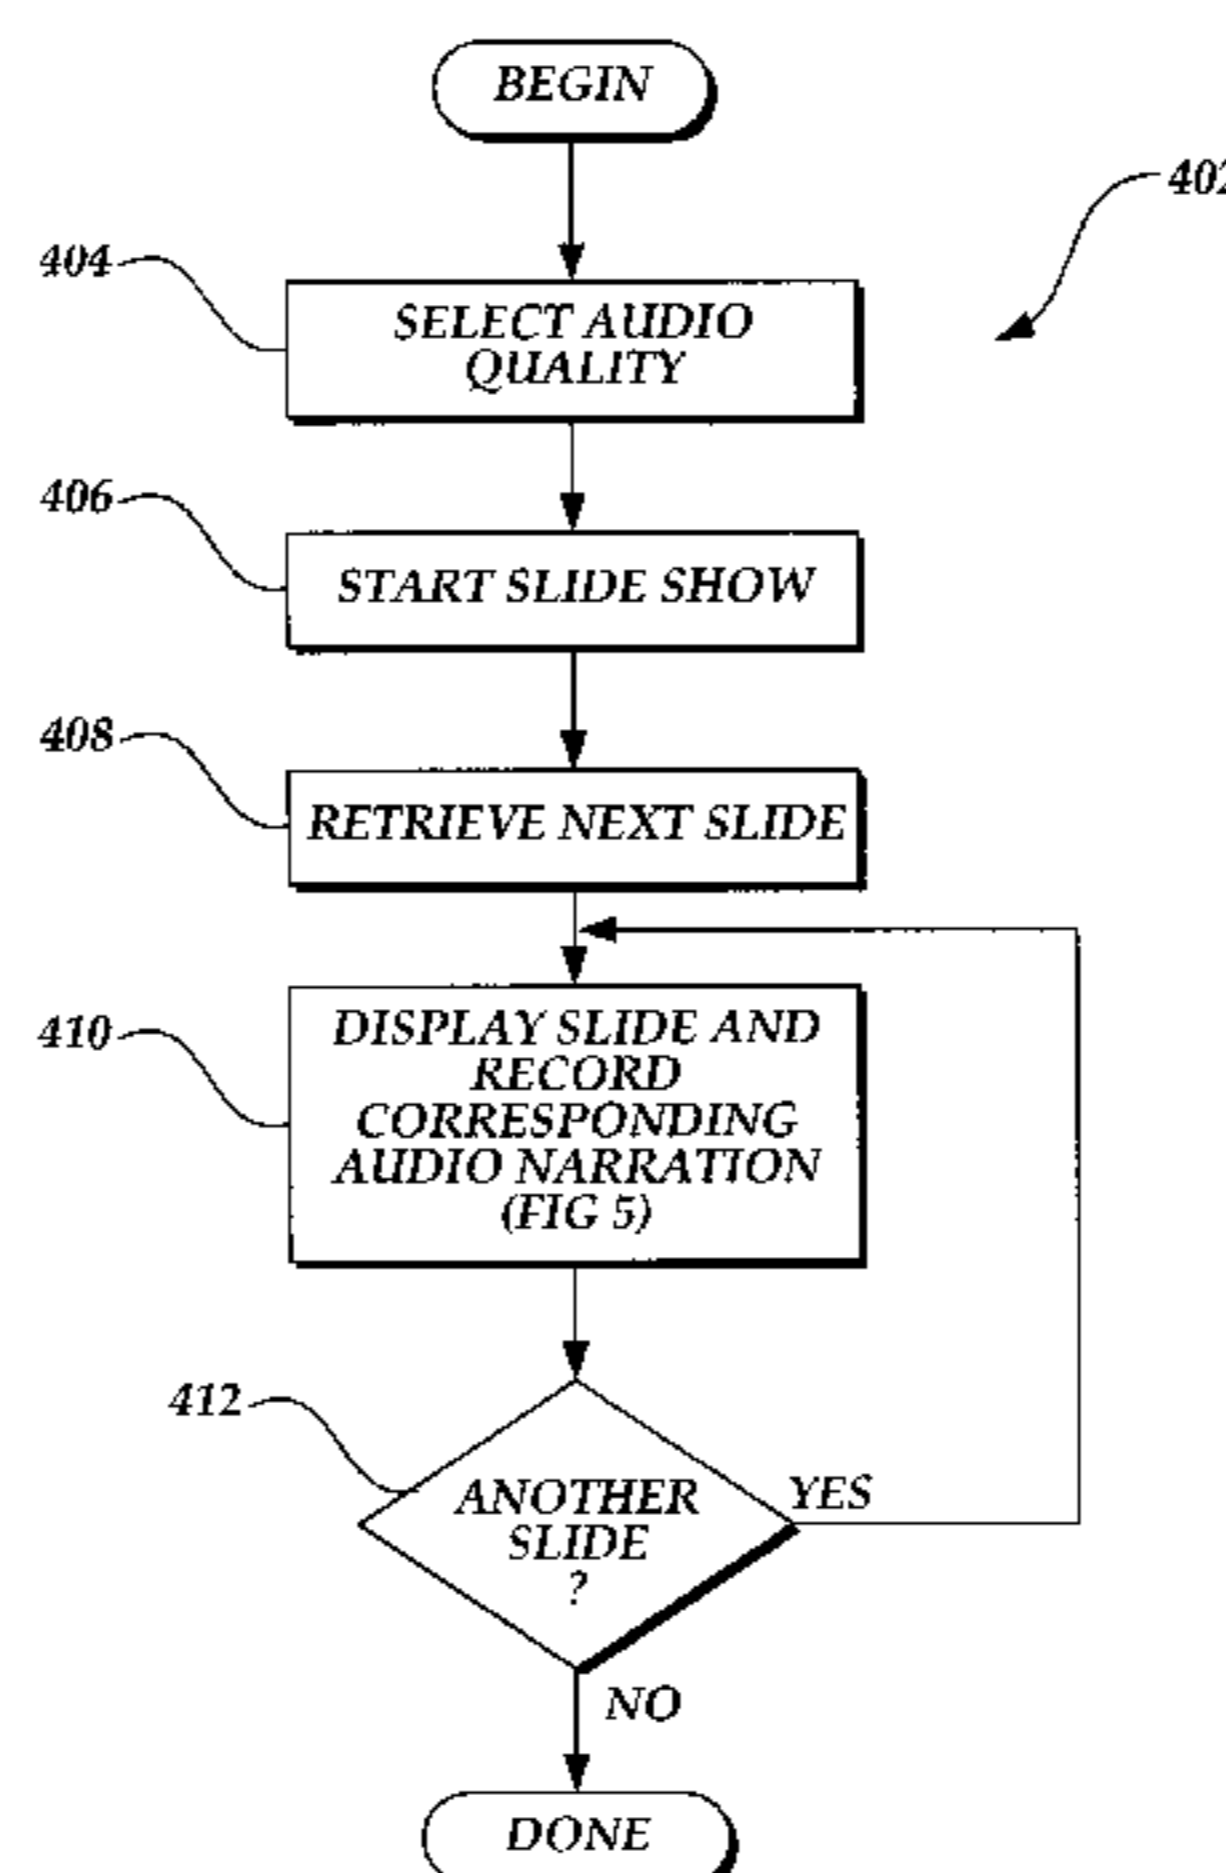 BEGIN
402
404
SELECT AUDIO
QUALITY
406
START SLIDE SHOW
408
RETRIEVE NEXT SLIDE
410
DISPLAY SLIDE AND
RECORD
CORRESPONDING
AUDIO NARRATION
(FIG 5)
412
ANOTHER
SLIDE
?
YES
NO
DONE